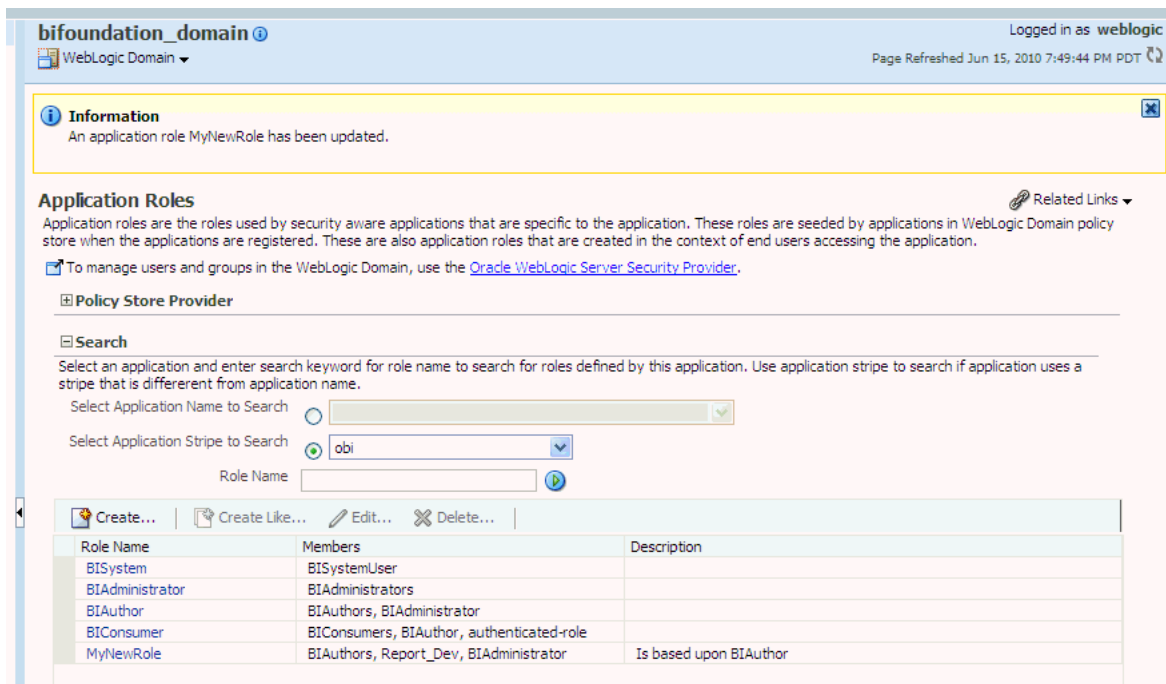 bifoundation_domain
Logged in as weblogic
WebLogic Domain
Page Refreshed Jun 15, 2010 7:49:44 PM PDT
Information
An application role MyNewRole has been updated.
Application Roles
Related Links
Application roles are the roles used by security aware applications that are specific to the application. These roles are seeded by applications in WebLogic Domain policy
store when the applications are registered. These are also application roles that are created in the context of end users accessing the application.
To manage users and groups in the WebLogic Domain, use the Oracle WebLogic Server Security Provider.
Policy Store Provider
Search
Select an application and enter search keyword for role name to search for roles defined by this application. Use application stripe to search if application uses a
stripe that is differerent from application name.
Select Application Name to Search
Select Application Stripe to Search obi
Role Name
Create... Create Like... Edit... Delete...
Role Name Members Description
BISystem BISystemUser
BIAdministrator BIAdministrators
BIAuthor BIAuthors, BIAdministrator
BIConsumer BIConsumers, BIAuthor, authenticated-role
MyNewRole BIAuthors, Report_Dev, BIAdministrator Is based upon BIAuthor